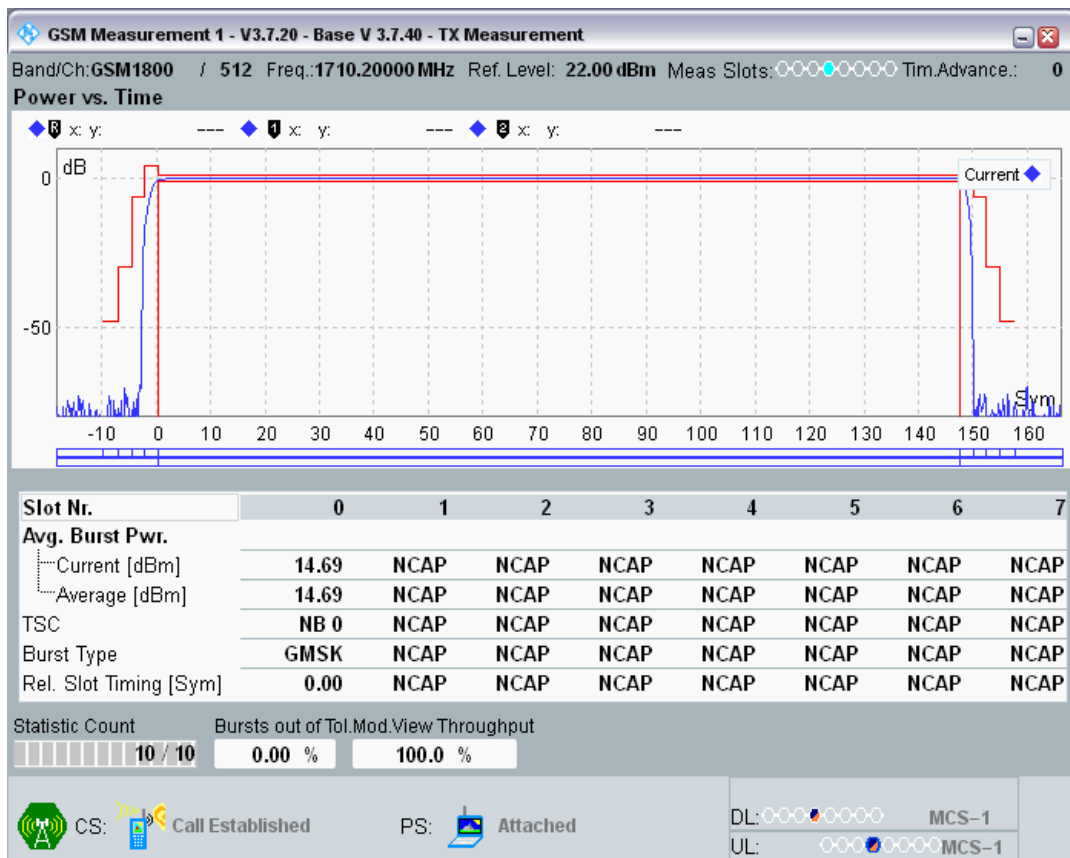 GSM Measurement 1 - V3.7.20 - Base V 3.7.40 - TX Measurement
Band/Ch:GSM1800 / 512 Freq.:1710.20000 MHz Ref. Level: 22.00 dBm Meas Slots: Tim.Advance.: 0
Power vs. Time
R x: y: --- 1 x: y: --- 2 x: y: ---
dB
Current
0
-50
Sym
-10 0 10 20 30 40 50 60 70 80 90 100 110 120 130 140 150 160
Slot Nr. 0 1 2 3 4 5 6 7
Avg. Burst Pwr.
Current [dBm] 14.69 NCAP NCAP NCAP NCAP NCAP NCAP NCAP
Average [dBm] 14.69 NCAP NCAP NCAP NCAP NCAP NCAP NCAP
TSC NB 0 NCAP NCAP NCAP NCAP NCAP NCAP NCAP
Burst Type GMSK NCAP NCAP NCAP NCAP NCAP NCAP NCAP
Rel. Slot Timing [Sym] 0.00 NCAP NCAP NCAP NCAP NCAP NCAP NCAP
Statistic Count Bursts out of Tol.Mod.View Throughput
10 / 10 0.00 % 100.0 %
CS: Call Established PS: Attached
DL: MCS-1
UL: MCS-1